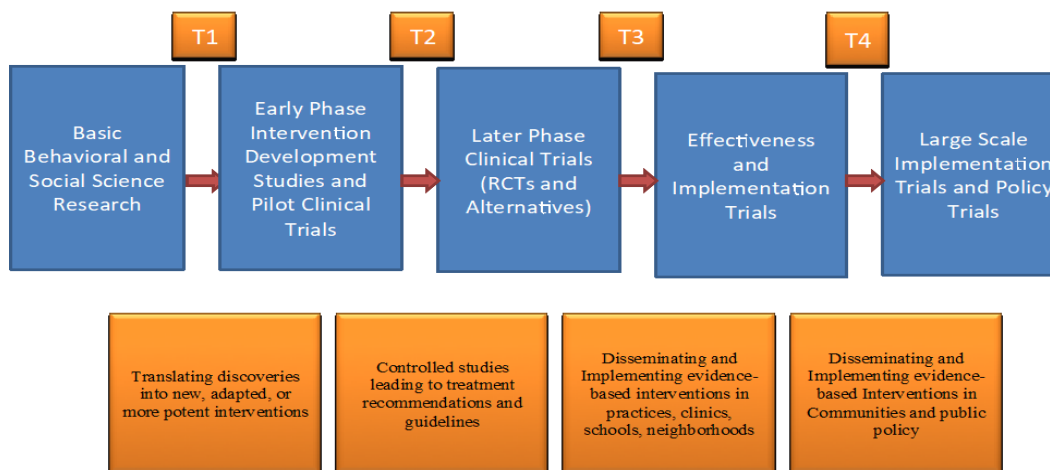 T1
T2
T3
T4
Basic
Behavioral and
Social Science
Research
Early Phase
Intervention
Development
Studies and
Pilot Clinical
Trials
Later Phase
Clinical Trials
(RCTs and
Alternatives)
Effectiveness
and
Implementation
Trials
Large Scale
Implementation
Trials and Policy
Trials
Translating discoveries
into new, adapted, or
more potent interventions
Controlled studies
leading to treatment
recommendations and
guidelines
Disseminating and
Implementing evidence-
based interventions in
practices, clinics,
schools, neighborhoods
Disseminating and
Implementing evidence-
based Interventions in
Communities and public
policy